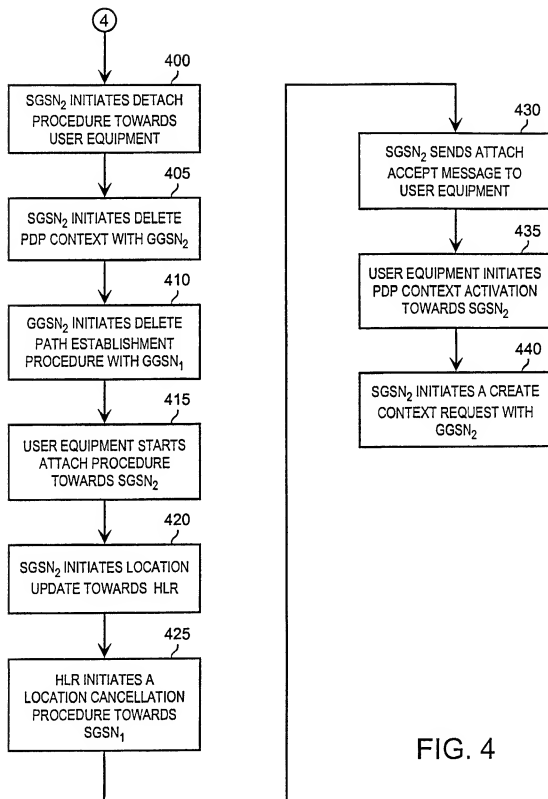 4
400
SGSN₂ INITIATES DETACH
PROCEDURE TOWARDS
USER EQUIPMENT
405
SGSN₂ INITIATES DELETE
PDP CONTEXT WITH GGSN₂
410
GGSN₂ INITIATES DELETE
PATH ESTABLISHMENT
PROCEDURE WITH GGSN₁
415
USER EQUIPMENT STARTS
ATTACH PROCEDURE
TOWARDS SGSN₂
420
SGSN₂ INITIATES LOCATION
UPDATE TOWARDS HLR
425
HLR INITIATES A
LOCATION CANCELLATION
PROCEDURE TOWARDS
SGSN₁
430
SGSN₂ SENDS ATTACH
ACCEPT MESSAGE TO
USER EQUIPMENT
435
USER EQUIPMENT INITIATES
PDP CONTEXT ACTIVATION
TOWARDS SGSN₂
440
SGSN₂ INITIATES A CREATE
CONTEXT REQUEST WITH
GGSN₂
FIG. 4